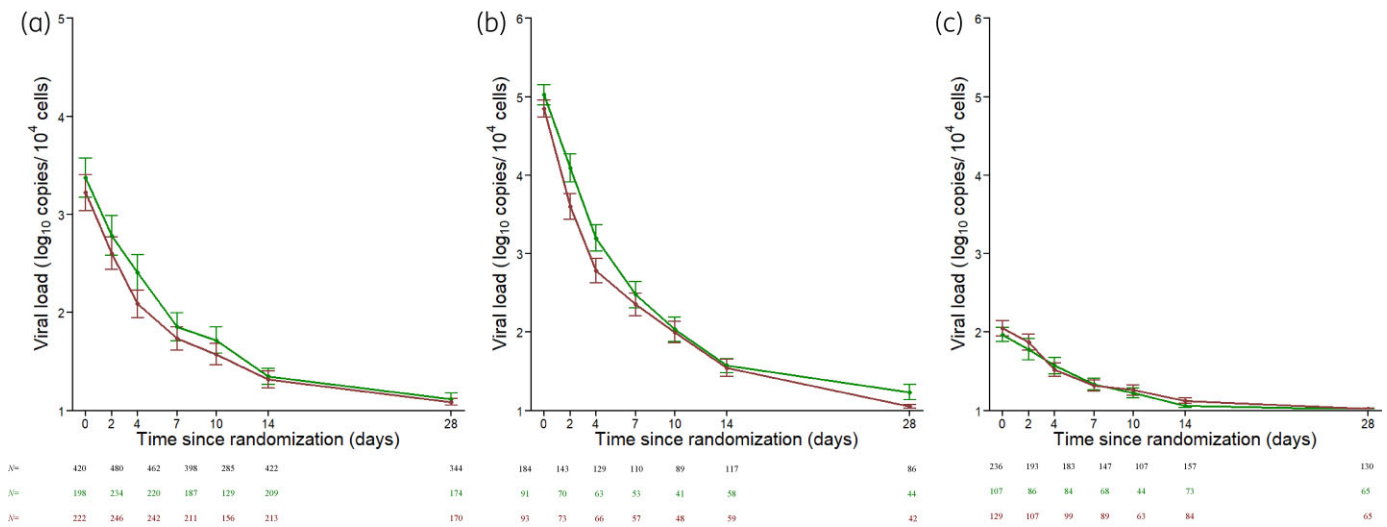 (a)
5
4
3
2
1
Viral load (log₁₀ copies/ 10⁴ cells)
0 2 4 7 10 14 28
Time since randomization (days)
N= 420 480 462 398 285 422 344
N= 198 234 220 187 129 209 174
N= 222 246 242 211 156 213 170
(b)
6
5
4
3
2
1
Viral load (log₁₀ copies/ 10⁴ cells)
0 2 4 7 10 14 28
Time since randomization (days)
184 143 129 110 89 117 86
91 70 63 53 41 58 44
93 73 66 57 48 59 42
(c)
6
5
4
3
2
1
Viral load (log₁₀ copies/ 10⁴ cells)
0 2 4 7 10 14 28
Time since randomization (days)
236 193 183 147 107 157 130
107 86 84 68 44 73 65
129 107 99 89 63 84 65